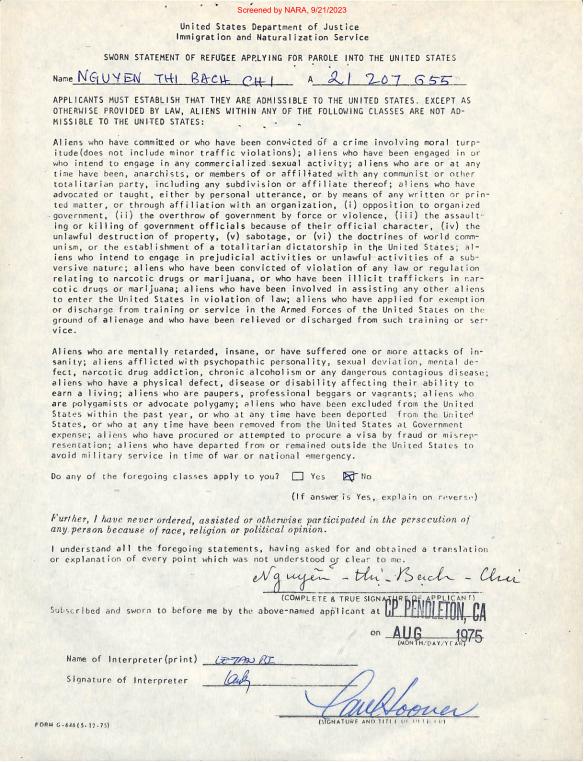 Screened by NARA, 9/21/2023
United States Department of Justice
Immigration and Naturalization Service
SWORN STATEMENT OF REFUGEE APPLYING FOR PAROLE INTO THE UNITED STATES
Name NGUYEN THI BACH CHI A 21 207 655
APPLICANTS MUST ESTABLISH THAT THEY ARE ADMISSIBLE TO THE UNITED STATES. EXCEPT AS
OTHERWISE PROVIDED BY LAW, ALIENS WITHIN ANY OF THE FOLLOWING CLASSES ARE NOT AD-
MISSIBLE TO THE UNITED STATES:
Aliens who have committed or who have been convicted of a crime involving moral turp-
itude(does not include minor traffic violations); aliens who have been engaged in or
who intend to engage in any commercialized sexual activity; aliens who are or at any
time have been, anarchists, or members of or affiliated with any communist or other
totalitarian party, including any subdivision or affiliate thereof; aliens who have
advocated or taught, either by personal utterance, or by means of any written or prin-
ted matter, or through affiliation with an organization, (i) opposition to organized
government, (ii) the overthrow of government by force or violence, (iii) the assault-
ing or killing of government officials because of their official character, (iv) the
unlawful destruction of property, (v) sabotage, or (vi) the doctrines of world comm-
unism, or the establishment of a totalitarian dictatorship in the United States; al-
iens who intend to engage in prejudicial activities or unlawful activities of a sub-
versive nature; aliens who have been convicted of violation of any law or regulation
relating to narcotic drugs or marijuana, or who have been illicit traffickers in nar-
cotic drugs or marijuana; aliens who have been involved in assisting any other aliens
to enter the United States in violation of law; aliens who have applied for exemption
or discharge from training or service in the Armed Forces of the United States on the
ground of alienage and who have been relieved or discharged from such training or ser-
vice.
Aliens who are mentally retarded, insane, or have suffered one or more attacks of in-
sanity; aliens afflicted with psychopathic personality, sexual deviation, mental de-
fect, narcotic drug addiction, chronic alcoholism or any dangerous contagious disease;
aliens who have a physical defect, disease or disability affecting their ability to
earn a living; aliens who are paupers, professional beggars or vagrants; aliens who
are polygamists or advocate polygamy; aliens who have been excluded from the United
States within the past year, or who at any time have been deported from the United
States, or who at any time have been removed from the United States at Government
expense; aliens who have procured or attempted to procure a visa by fraud or misrep-
resentation; aliens who have departed from or remained outside the United States to
avoid military service in time of war or national emergency.
Do any of the foregoing classes apply to you? Yes No
(If answer is Yes, explain on reverse)
Further, I have never ordered, assisted or otherwise participated in the persecution of
any person because of race, religion or political opinion.
I understand all the foregoing statements, having asked for and obtained a translation
or explanation of every point which was not understood or clear to me.
Nguyễn - thị - Bach - Chi
(COMPLETE & TRUE SIGNATURE OF APPLICANT)
Subscribed and sworn to before me by the above-named applicant at CP PENDLETON, CA
on AUG 1975
(MONTH/DAY/YEAR)
Name of Interpreter(print)
Signature of Interpreter
(SIGNATURE AND TITLE OF OFFICER)
FORM G-646(5-12-75)